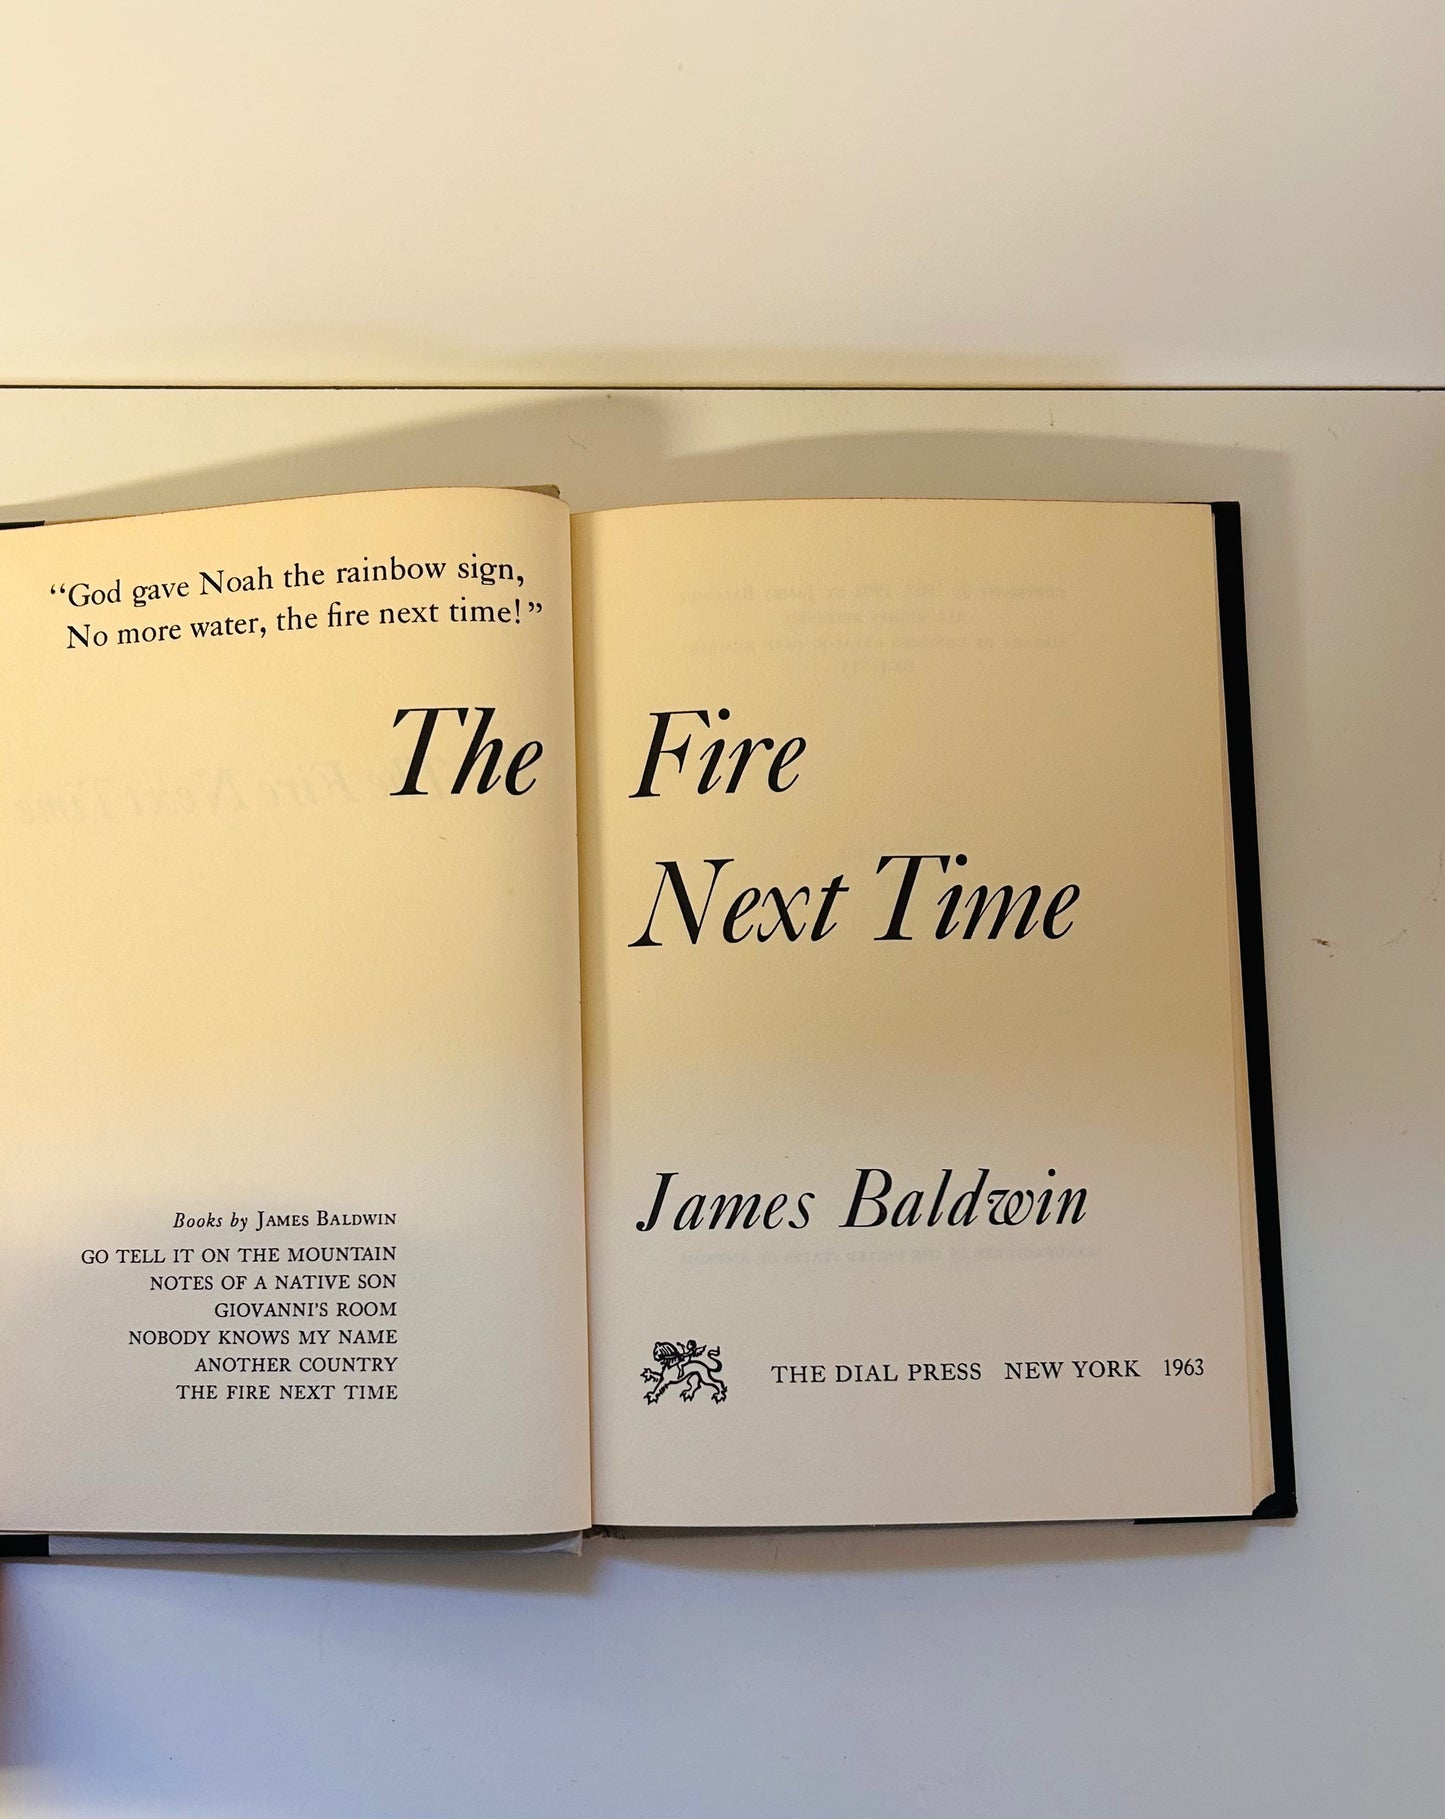 “God gave Noah the rainbow sign,
No more water, the fire next time!”
The Fire
Next Time
James Baldwin
Books by JAMES BALDWIN
GO TELL IT ON THE MOUNTAIN
NOTES OF A NATIVE SON
GIOVANNI'S ROOM
NOBODY KNOWS MY NAME
ANOTHER COUNTRY
THE FIRE NEXT TIME
THE DIAL PRESS NEW YORK 1963